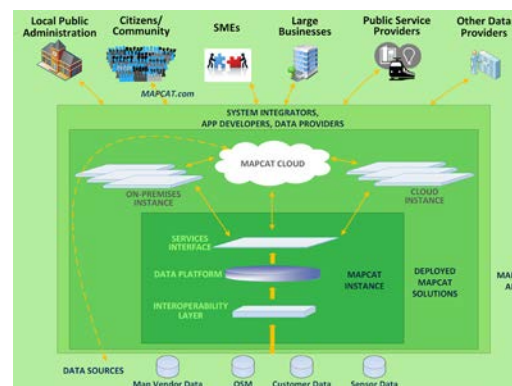 Local Public
Administration
Citizens/
Community
SMEs
Large
Businesses
Public Service
Providers
Other Data
Providers
MAPCAT.com
SYSTEM INTEGRATORS,
APP DEVELOPERS, DATA PROVIDERS
MAPCAT CLOUD
ON-PREMISES
INSTANCE
CLOUD
INSTANCE
SERVICES
INTERFACE
DATA PLATFORM
INTEROPERABILITY
LAYER
MAPCAT
INSTANCE
DEPLOYED
MAPCAT
SOLUTIONS
DATA SOURCES
Map Vendor Data
OSM
Customer Data
Sensor Data